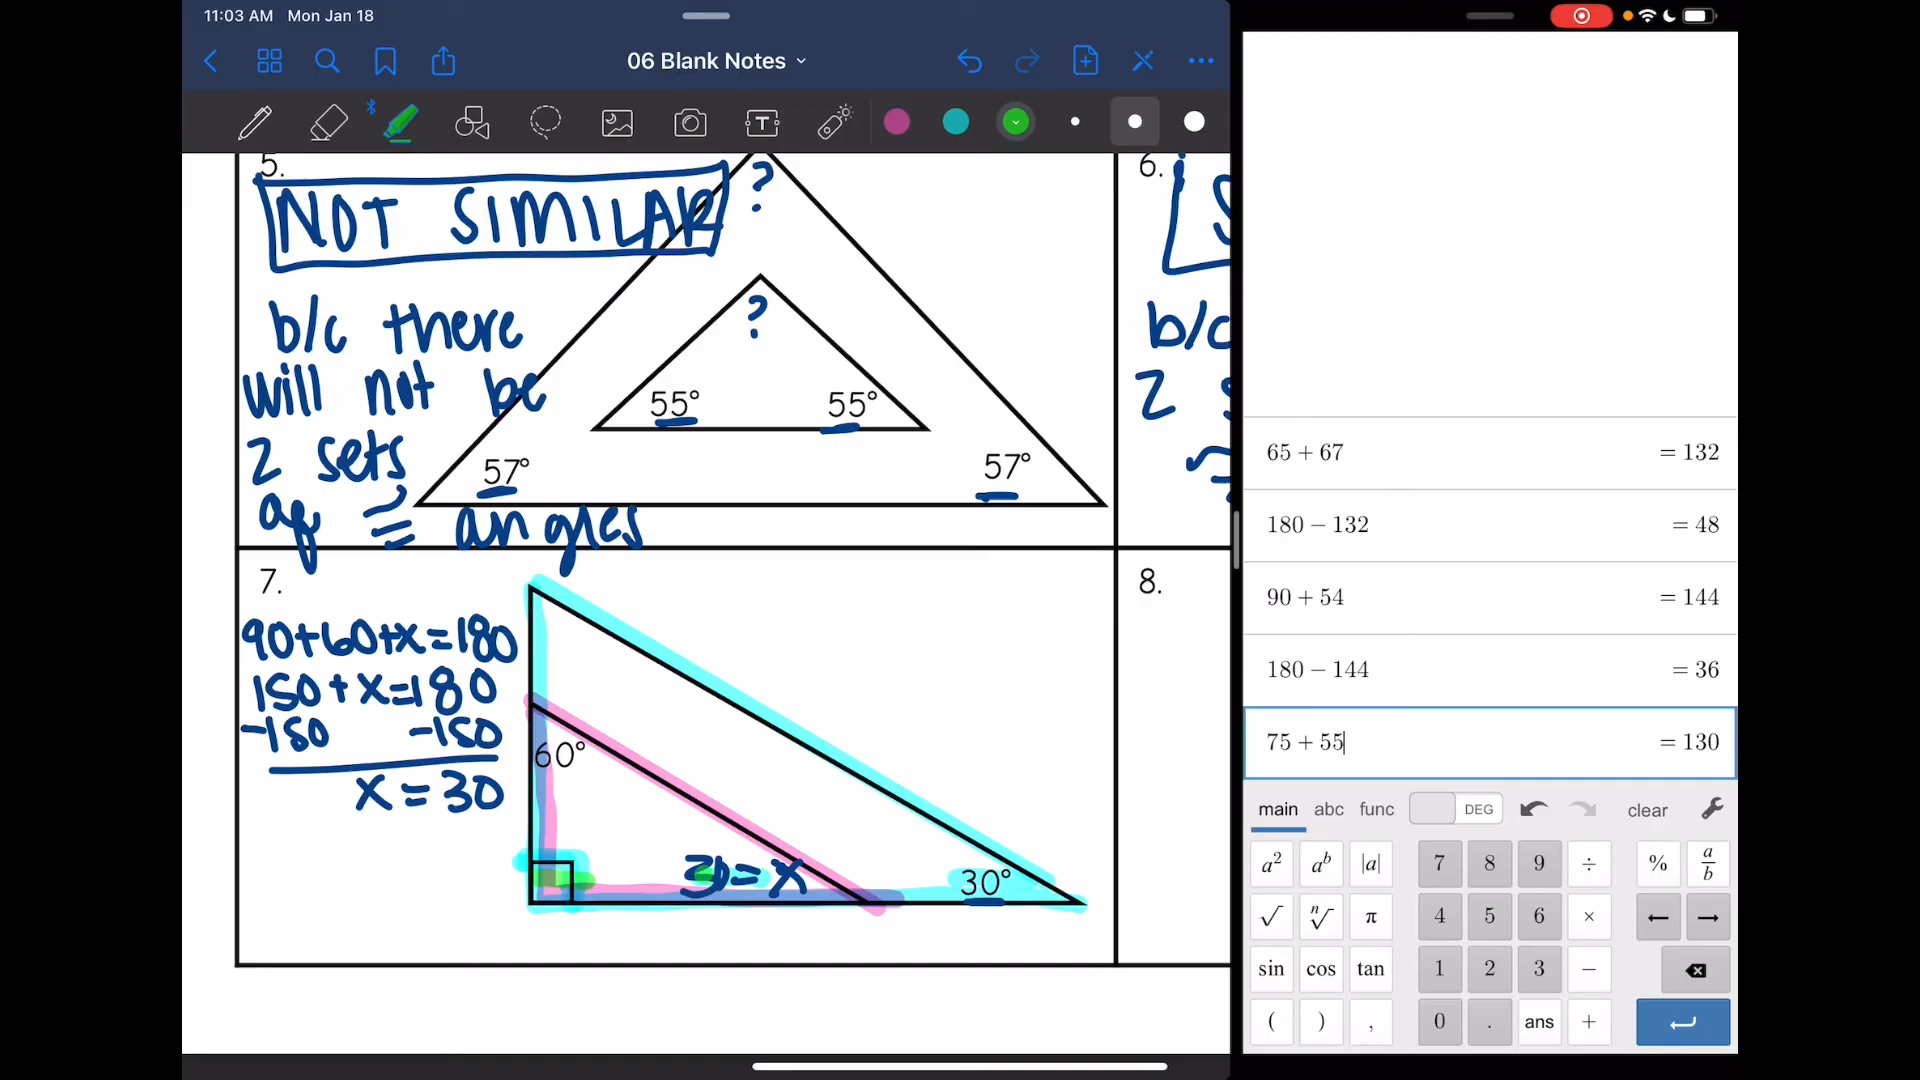 11:03 AM Mon Jan 18
06 Blank Notes
5.
NOT SIMILAR
?
?
b/c there
will not be
2 sets
of ≅ angles
55° 55°
57° 57°
6.
b/c
2
7.
90+60+x=180
150+x=180
-150 -150
x=30
60°
30=x
30°
8.
65 + 67 = 132
180 − 132 = 48
90 + 54 = 144
180 − 144 = 36
75 + 55 = 130
main abc func DEG clear
a² aᵇ |a| 7 8 9 ÷ % a/b
√ ⁿ√ π 4 5 6 × ← →
sin cos tan 1 2 3 −
( ) , 0 . ans +